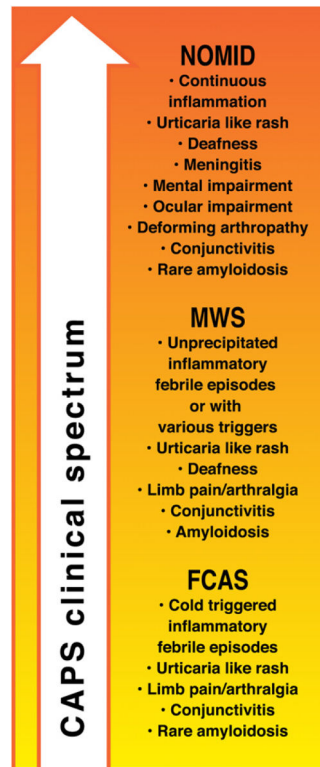 CAPS clinical spectrum
NOMID
• Continuous
inflammation
• Urticaria like rash
• Deafness
• Meningitis
• Mental impairment
• Ocular impairment
• Deforming arthropathy
• Conjunctivitis
• Rare amyloidosis
MWS
• Unprecipitated
inflammatory
febrile episodes
or with
various triggers
• Urticaria like rash
• Deafness
• Limb pain/arthralgia
• Conjunctivitis
• Amyloidosis
FCAS
• Cold triggered
inflammatory
febrile episodes
• Urticaria like rash
• Limb pain/arthralgia
• Conjunctivitis
• Rare amyloidosis